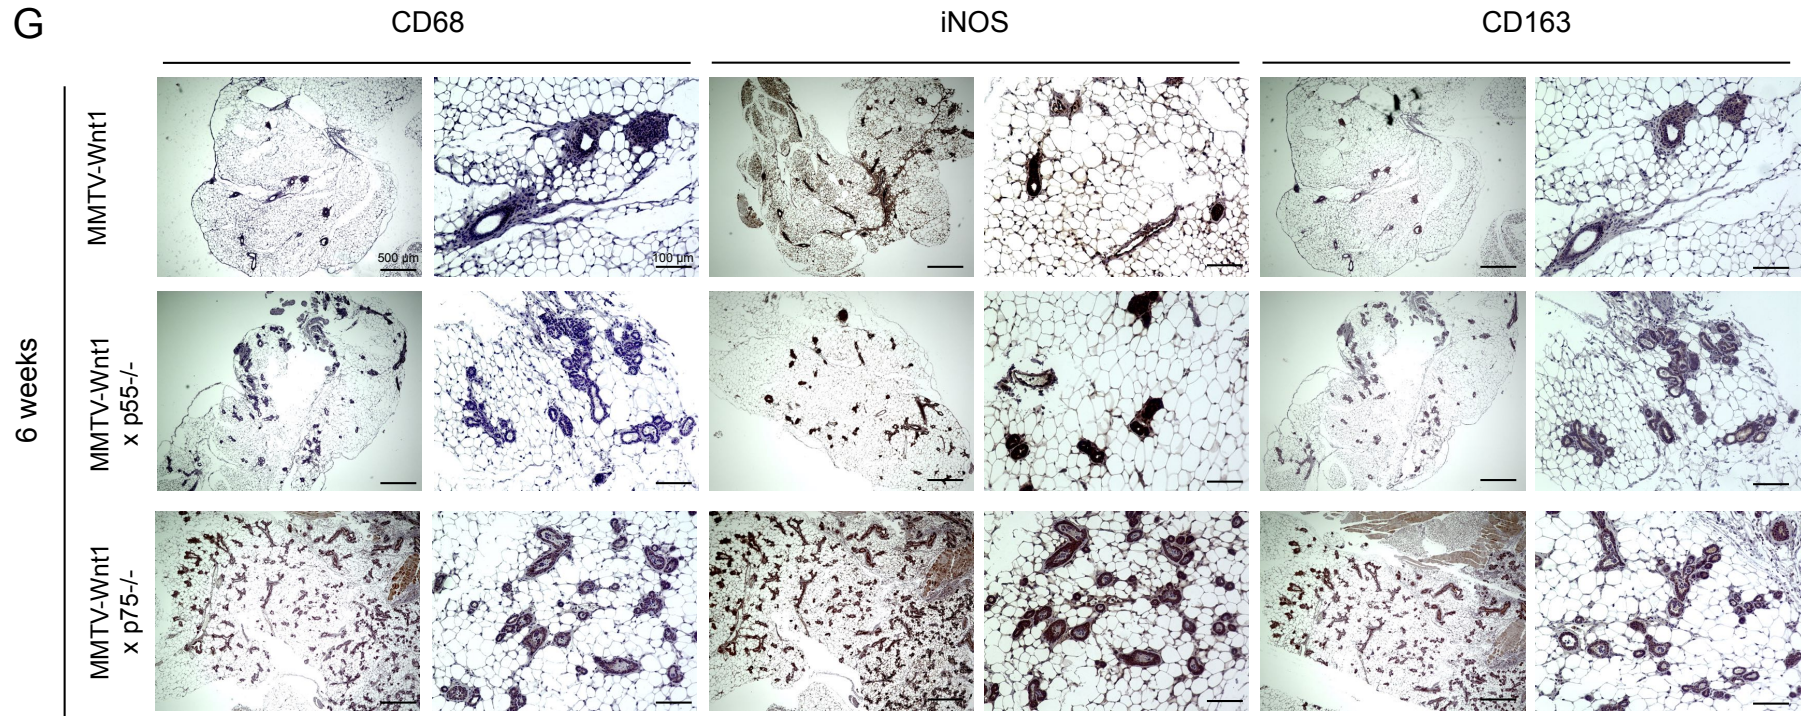 G
CD68
iNOS
CD163
6 weeks
MMTV-Wnt1
500 µm
100 µm
MMTV-Wnt1
x p55-/-
MMTV-Wnt1
x p75-/-